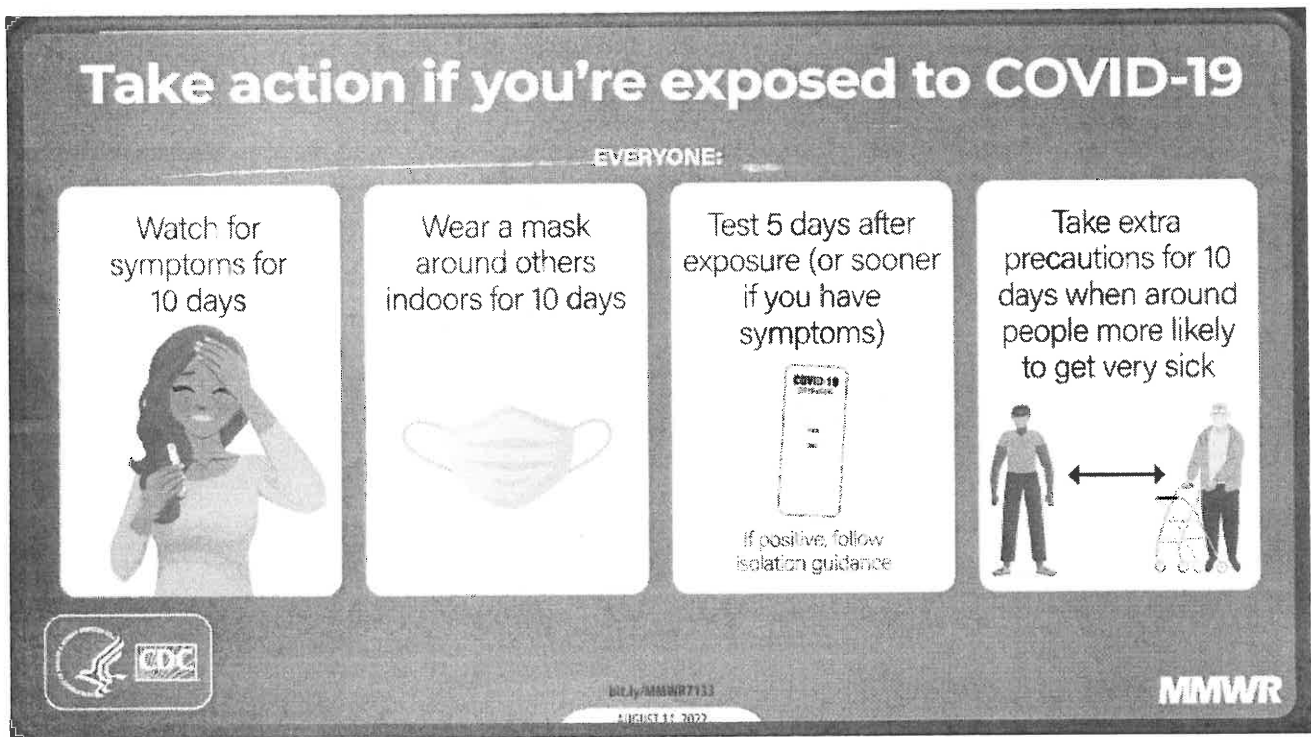 Take action if you're exposed to COVID-19
EVERYONE:
Watch for
symptoms for
10 days
Wear a mask
around others
indoors for 10 days
Test 5 days after
exposure (or sooner
if you have
symptoms)
COVID-19
If positive, follow
isolation guidance
Take extra
precautions for 10
days when around
people more likely
to get very sick
CDC
bit.ly/MMWR7133
AUGUST 11, 2022
MMWR